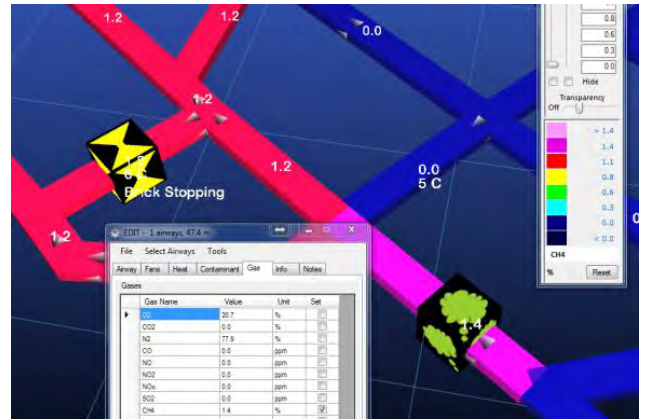 1.2
1.2
0.0
1.2
1.2
0.0
5 C
Brick Stopping
1.2
1.4
0.8
0.6
0.3
0.0
Hide
Transparency
Off
> 1.4
1.4
1.1
0.8
0.6
0.3
0.0
< 0.0
CH4
%
Reset
EDIT - 1 airways, 47.4 m
File Select Airways Tools
Airway Fans Heat Contaminant Gas Info Notes
Gases
Gas Name Value Unit Set
O2 20.7 %
CO2 0.0 %
N2 77.9 %
CO 0.0 ppm
NO 0.0 ppm
NO2 0.0 ppm
NOx 0.0 ppm
SO2 0.0 ppm
CH4 1.4 %